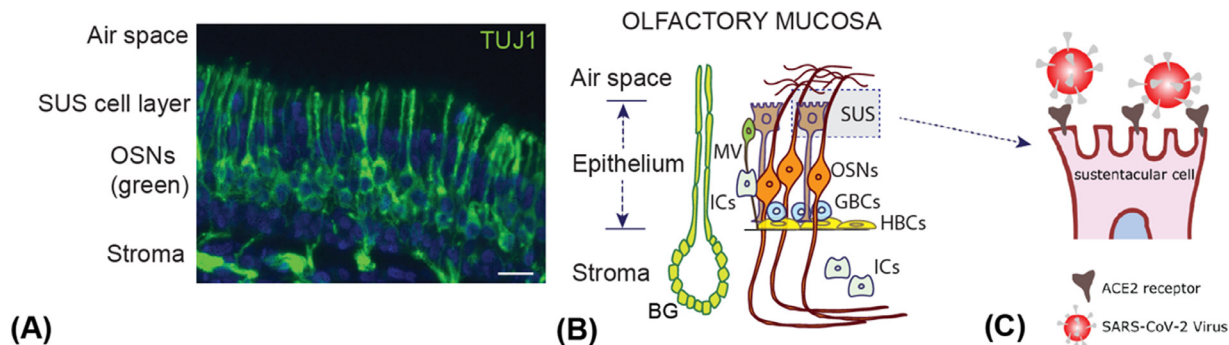 TUJ1
Air space
SUS cell layer
OSNs
(green)
Stroma
(A)
OLFACTORY MUCOSA
Air space
Epithelium
Stroma
SUS
MV
OSNs
ICs
GBCs
HBCs
ICs
BG
(B)
sustentacular cell
ACE2 receptor
SARS-CoV-2 Virus
(C)